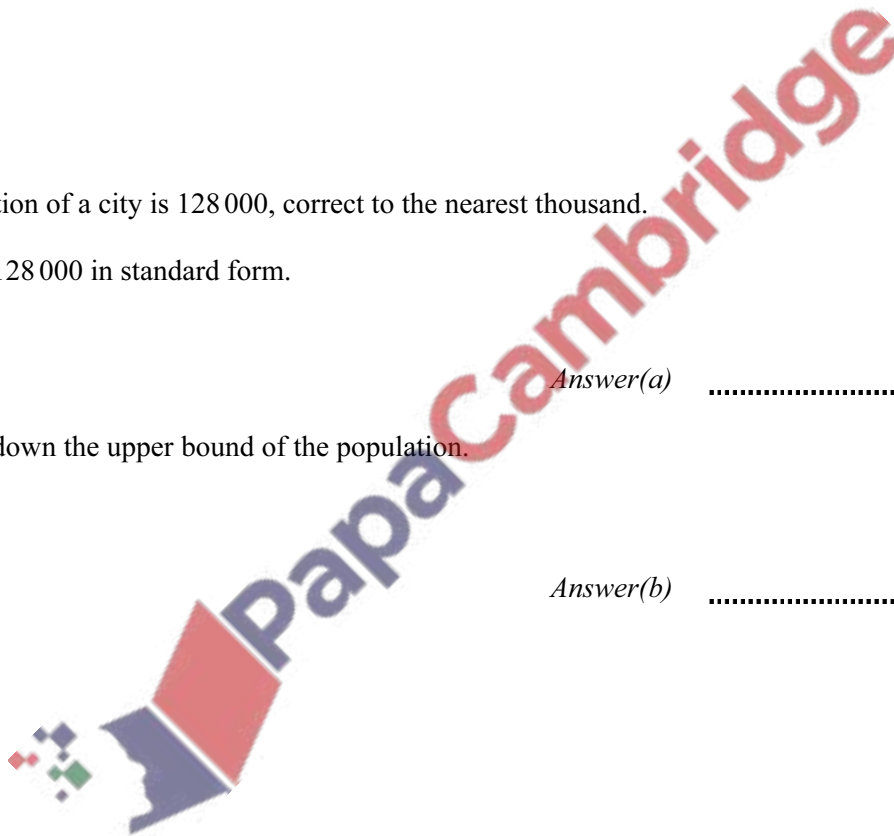 tion of a city is 128 000, correct to the nearest thousand.
128 000 in standard form.
Answer(a) ........................
down the upper bound of the population.
Answer(b) ........................
PapaCambridge